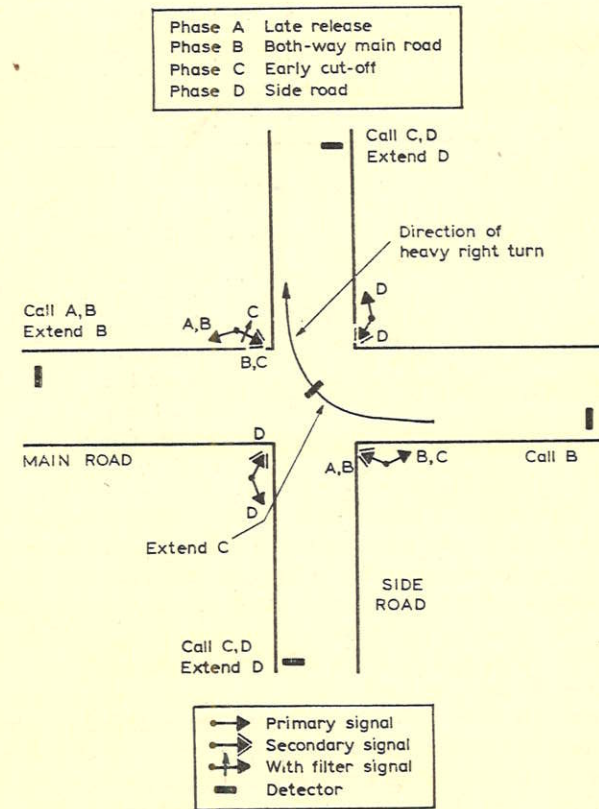 Phase A Late release
Phase B Both-way main road
Phase C Early cut-off
Phase D Side road
Call C,D
Extend D
Direction of
heavy right turn
Call A,B
Extend B
A,B
C
B,C
D
D
MAIN ROAD
D
D
A,B
B,C
Call B
Extend C
SIDE
ROAD
Call C,D
Extend D
Primary signal
Secondary signal
With filter signal
Detector